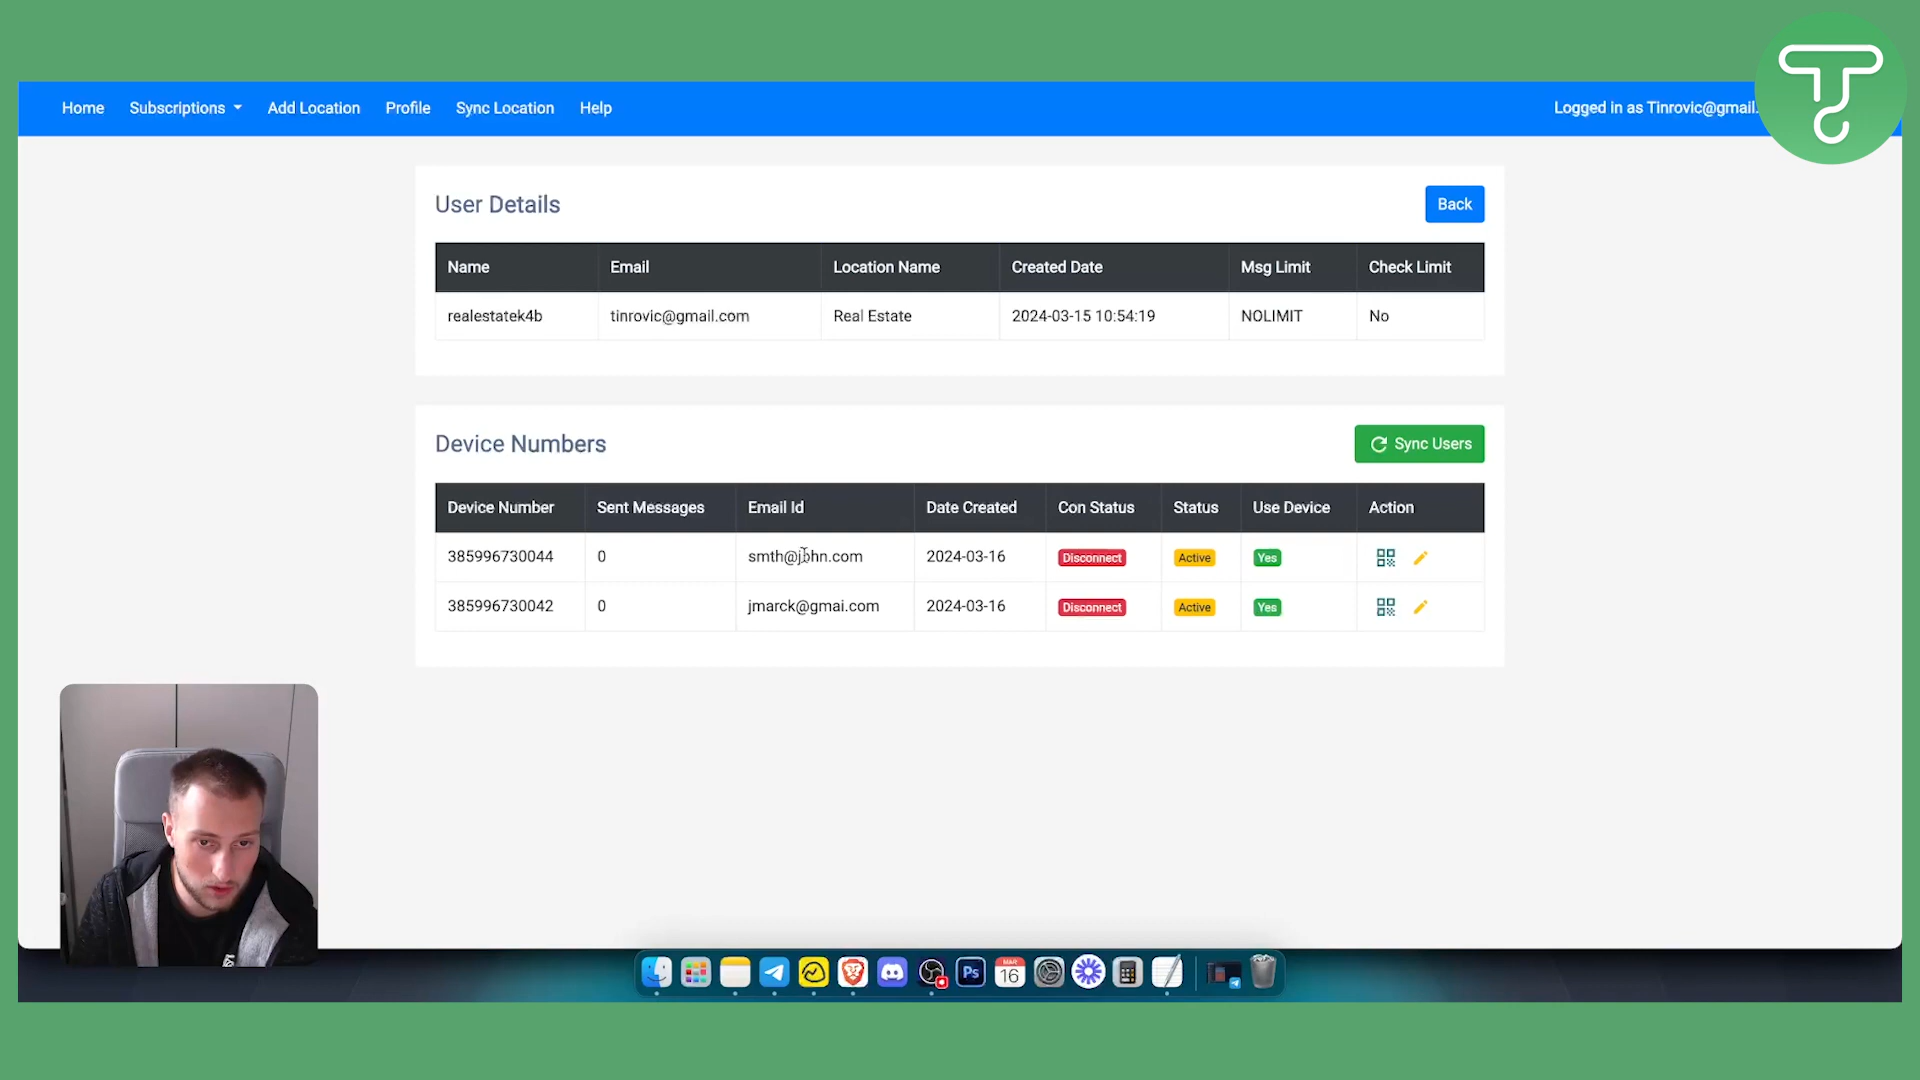 Home Subscriptions Add Location Profile Sync Location Help Logged in as Tinrovic@gmail.
User Details Back
Name Email Location Name Created Date Msg Limit Check Limit
realestatek4b tinrovic@gmail.com Real Estate 2024-03-15 10:54:19 NOLIMIT No
Device Numbers Sync Users
Device Number Sent Messages Email Id Date Created Con Status Status Use Device Action
385996730044 0 smth@john.com 2024-03-16 Disconnect Active Yes
385996730042 0 jmarck@gmai.com 2024-03-16 Disconnect Active Yes
Ps MAR 16